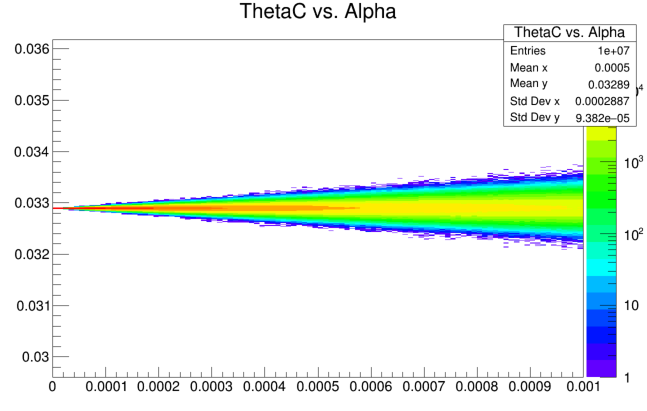 ThetaC vs. Alpha
ThetaC vs. Alpha
Entries 1e+07
Mean x 0.0005
Mean y 0.03289
Std Dev x 0.0002887
Std Dev y 9.382e−05
0.036
0.035
0.034
0.033
0.032
0.031
0.03
0 0.0001 0.0002 0.0003 0.0004 0.0005 0.0006 0.0007 0.0008 0.0009 0.001
10³
10²
10
1